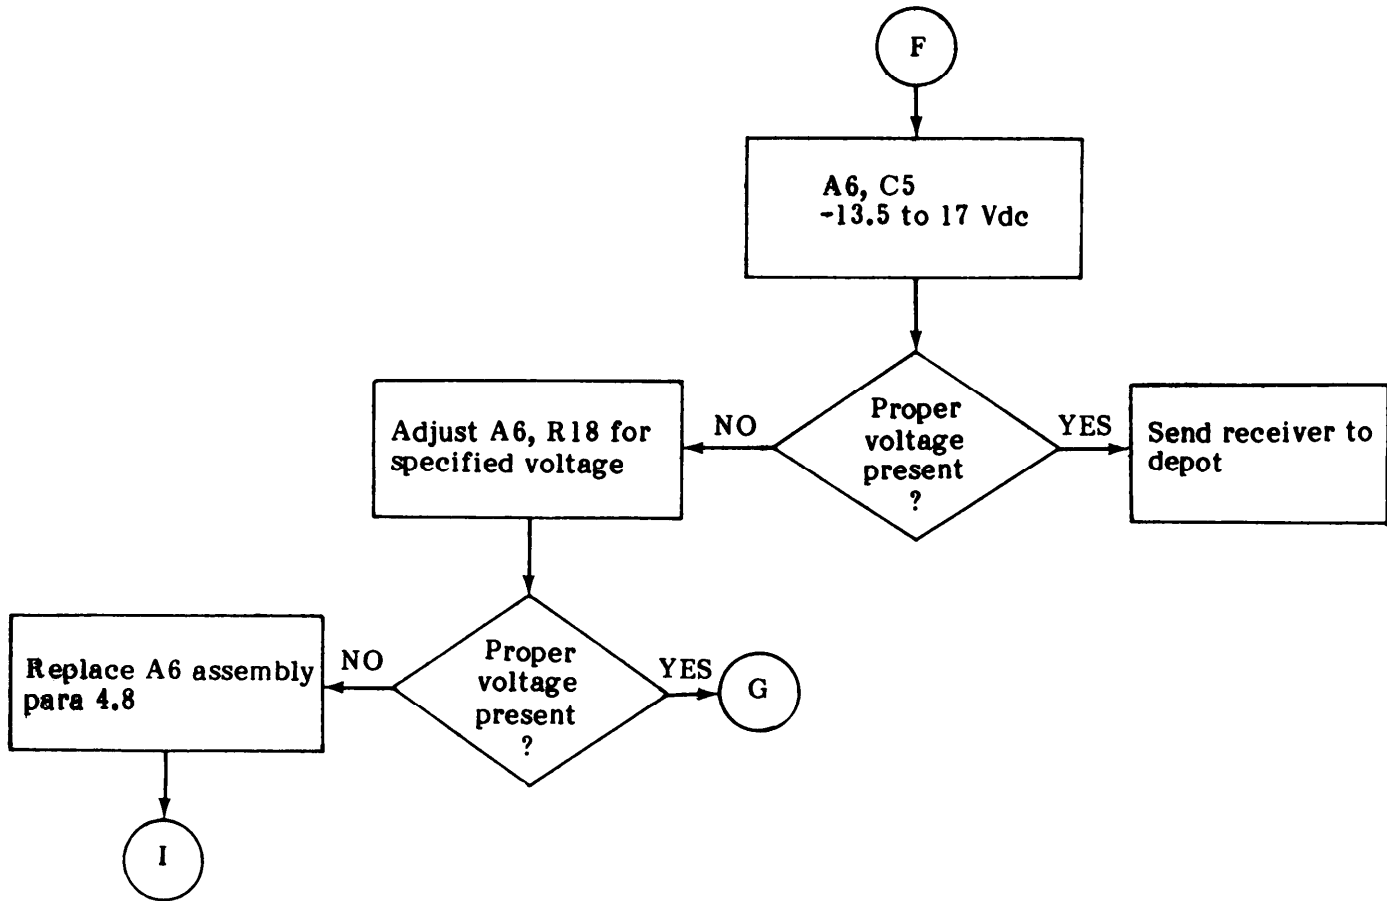 F
A6, C5
-13.5 to 17 Vdc
Proper
voltage
present
?
NO
YES
Adjust A6, R18 for
specified voltage
Send receiver to
depot
Proper
voltage
present
?
NO
YES
G
Replace A6 assembly
para 4.8
I